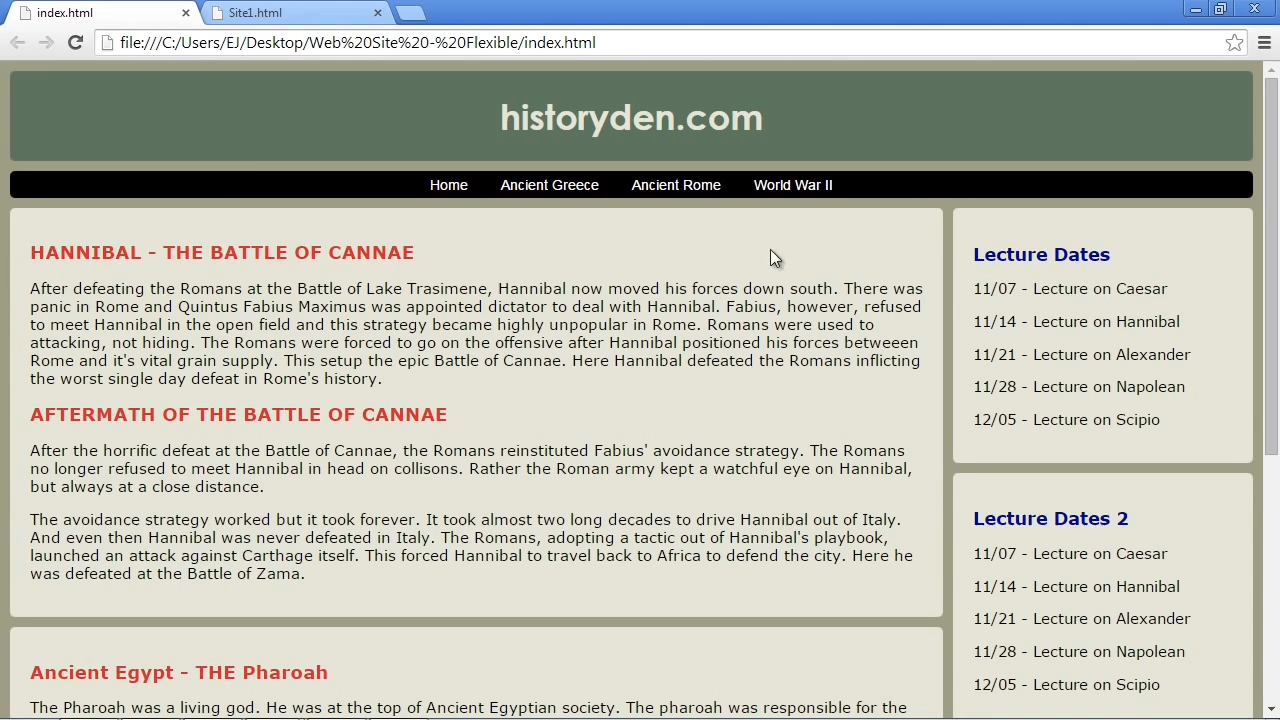 index.html
Site1.html
file:///C:/Users/EJ/Desktop/Web%20Site%20-%20Flexible/index.html
historyden.com
Home Ancient Greece Ancient Rome World War II
HANNIBAL - THE BATTLE OF CANNAE
After defeating the Romans at the Battle of Lake Trasimene, Hannibal now moved his forces down south. There was
panic in Rome and Quintus Fabius Maximus was appointed dictator to deal with Hannibal. Fabius, however, refused
to meet Hannibal in the open field and this strategy became highly unpopular in Rome. Romans were used to
attacking, not hiding. The Romans were forced to go on the offensive after Hannibal positioned his forces betweeen
Rome and it's vital grain supply. This setup the epic Battle of Cannae. Here Hannibal defeated the Romans inflicting
the worst single day defeat in Rome's history.
AFTERMATH OF THE BATTLE OF CANNAE
After the horrific defeat at the Battle of Cannae, the Romans reinstituted Fabius' avoidance strategy. The Romans
no longer refused to meet Hannibal in head on collisons. Rather the Roman army kept a watchful eye on Hannibal,
but always at a close distance.
The avoidance strategy worked but it took forever. It took almost two long decades to drive Hannibal out of Italy.
And even then Hannibal was never defeated in Italy. The Romans, adopting a tactic out of Hannibal's playbook,
launched an attack against Carthage itself. This forced Hannibal to travel back to Africa to defend the city. Here he
was defeated at the Battle of Zama.
Ancient Egypt - THE Pharoah
The Pharoah was a living god. He was at the top of Ancient Egyptian society. The pharoah was responsible for the
Lecture Dates
11/07 - Lecture on Caesar
11/14 - Lecture on Hannibal
11/21 - Lecture on Alexander
11/28 - Lecture on Napolean
12/05 - Lecture on Scipio
Lecture Dates 2
11/07 - Lecture on Caesar
11/14 - Lecture on Hannibal
11/21 - Lecture on Alexander
11/28 - Lecture on Napolean
12/05 - Lecture on Scipio